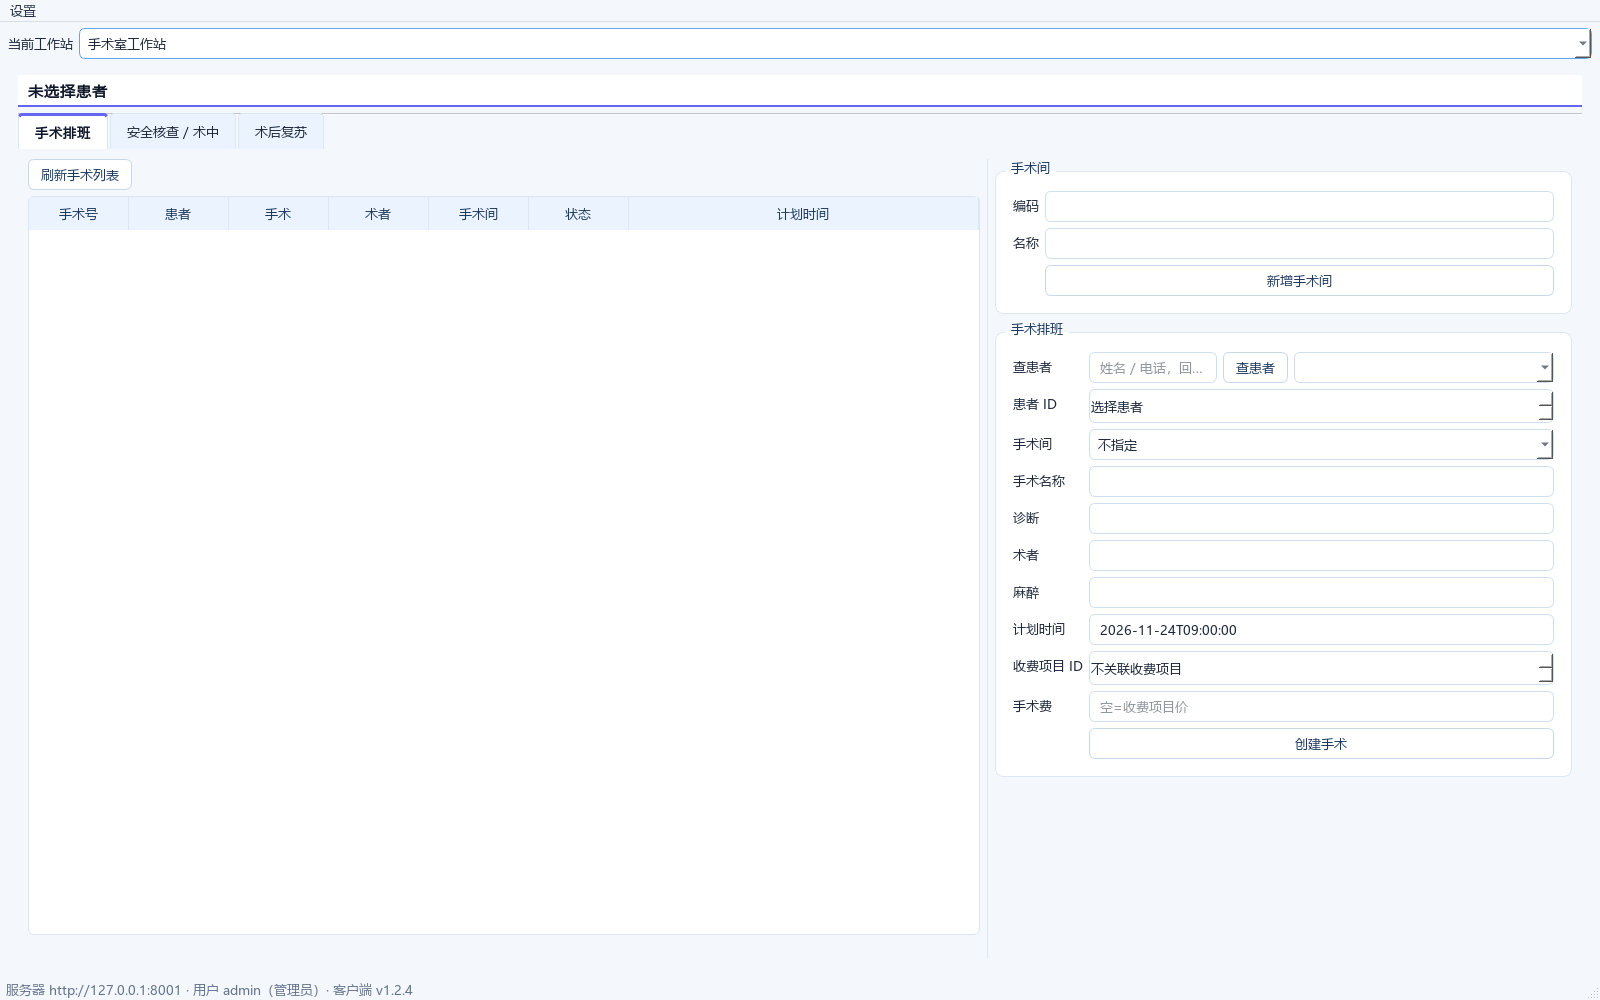 设置
当前工作站 手术室工作站
未选择患者
手术排班 安全核查 / 术中 术后复苏
刷新手术列表
手术号 患者 手术 术者 手术间 状态 计划时间
手术间
编码
名称
新增手术间
手术排班
查患者 姓名 / 电话，回... 查患者
患者 ID 选择患者
手术间 不指定
手术名称
诊断
术者
麻醉
计划时间 2026-11-24T09:00:00
收费项目 ID 不关联收费项目
手术费 空=收费项目价
创建手术
服务器 http://127.0.0.1:8001 · 用户 admin（管理员）· 客户端 v1.2.4